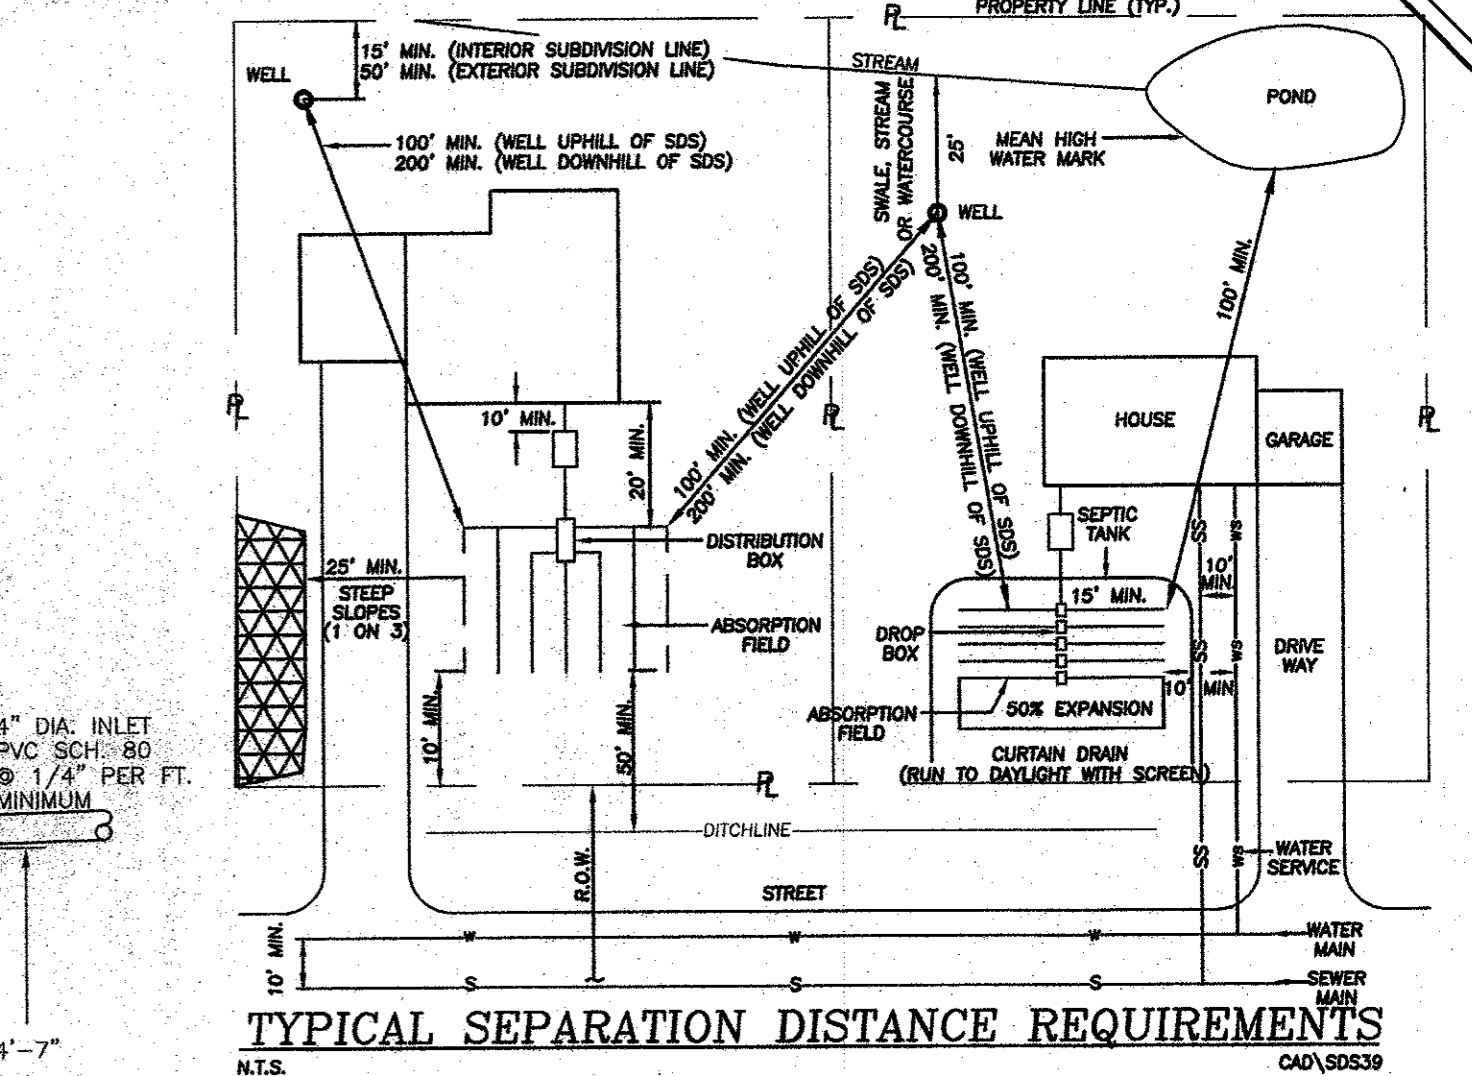 PROPERTY LINE (TYP.)
PL
15' MIN. (INTERIOR SUBDIVISION LINE)
50' MIN. (EXTERIOR SUBDIVISION LINE)
WELL
STREAM
POND
SWALE, STREAM
OR WATERCOURSE
25'
MEAN HIGH
WATER MARK
100' MIN. (WELL UPHILL OF SDS)
200' MIN. (WELL DOWNHILL OF SDS)
WELL
100' MIN. (WELL UPHILL OF SDS)
200' MIN. (WELL DOWNHILL OF SDS)
100' MIN. (WELL UPHILL OF SDS)
200' MIN. (WELL DOWNHILL OF SDS)
100' MIN.
PL
PL
PL
10' MIN.
20' MIN.
HOUSE
GARAGE
SEPTIC
TANK
SS
WS
DISTRIBUTION
BOX
25' MIN.
STEEP
SLOPES
(1 ON 3)
10'
MIN.
15' MIN.
ABSORPTION
FIELD
DROP
BOX
SS
WS
DRIVE
WAY
10' MIN
10' MIN.
50' MIN.
ABSORPTION
FIELD
50% EXPANSION
CURTAIN DRAIN
(RUN TO DAYLIGHT WITH SCREEN)
4" DIA. INLET
PVC SCH. 80
@ 1/4" PER FT.
MINIMUM
PL
DITCHLINE
SS
WS
WATER
SERVICE
R.O.W.
STREET
10' MIN.
W
W
W
WATER
MAIN
S
S
S
SEWER
MAIN
TYPICAL SEPARATION DISTANCE REQUIREMENTS
4'-7"
N.T.S.
CAD\SDS39